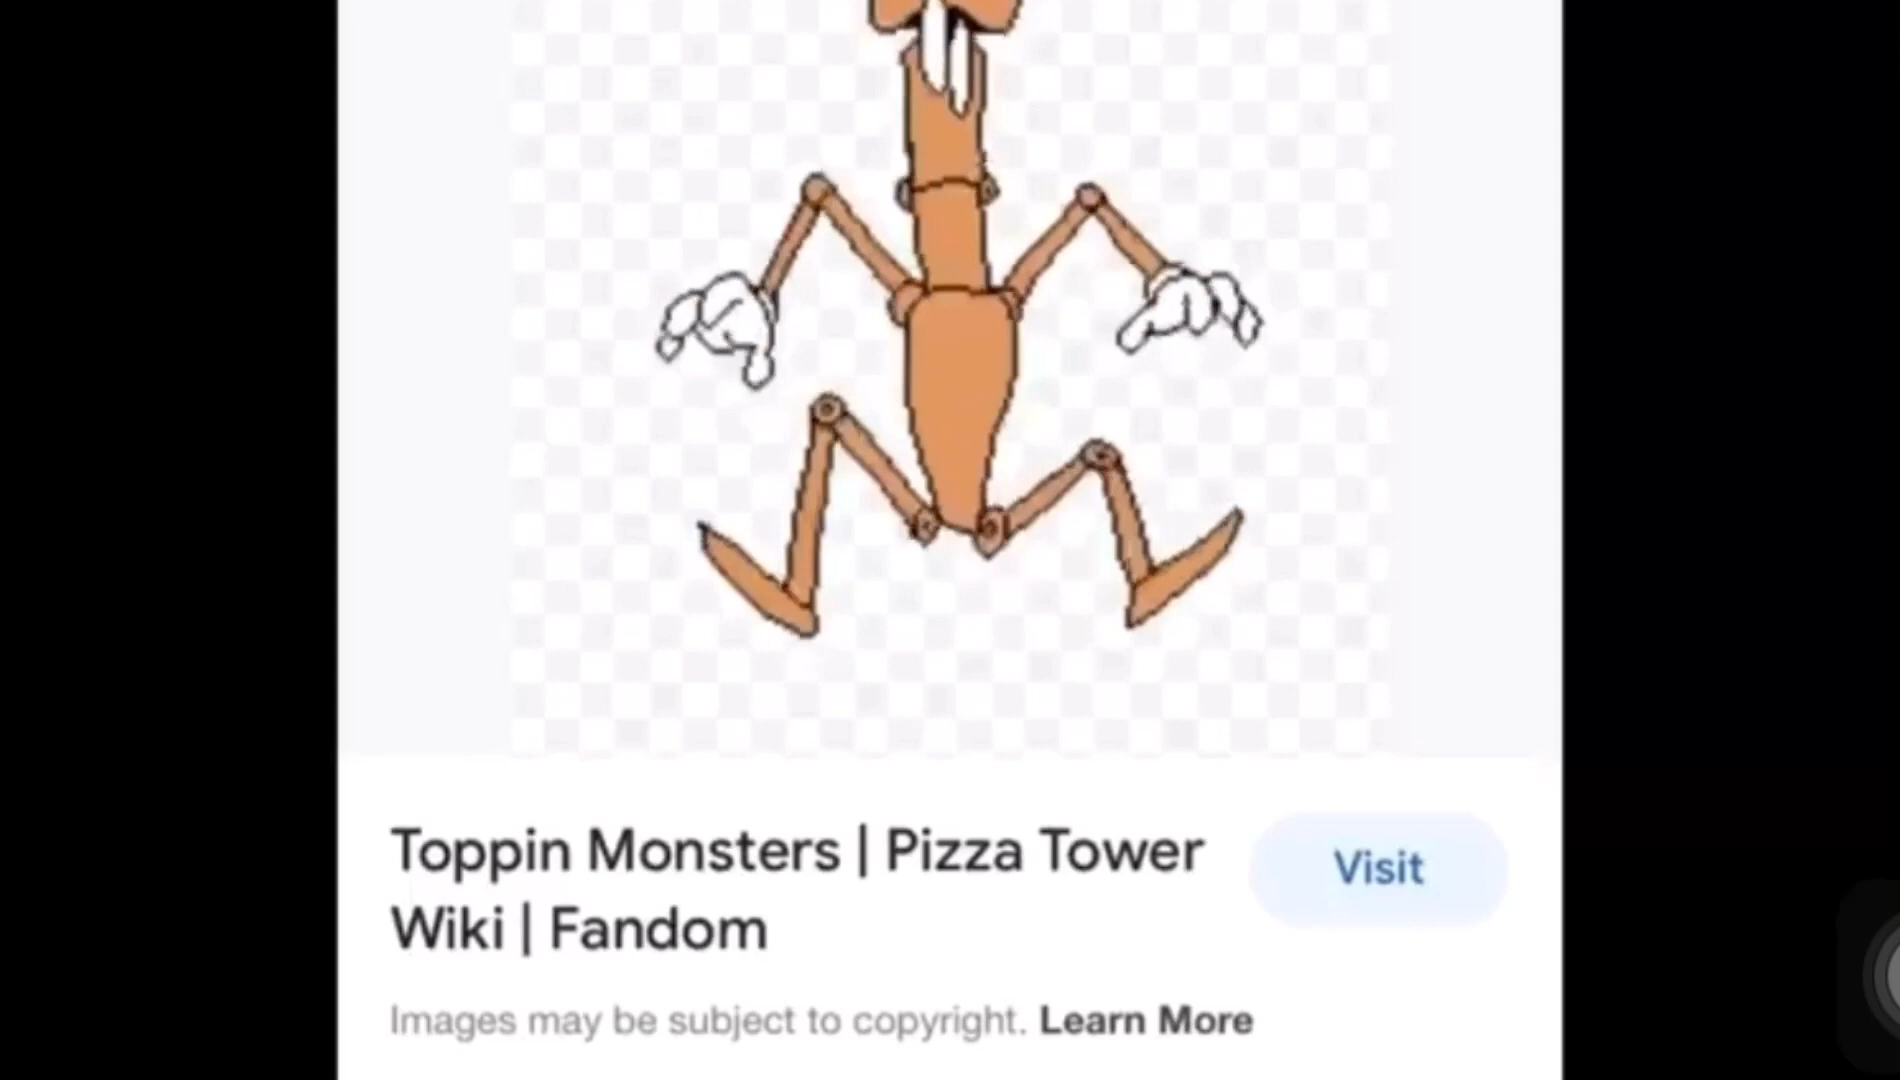 Toppin Monsters | Pizza Tower
Wiki | Fandom
Visit
Images may be subject to copyright. Learn More